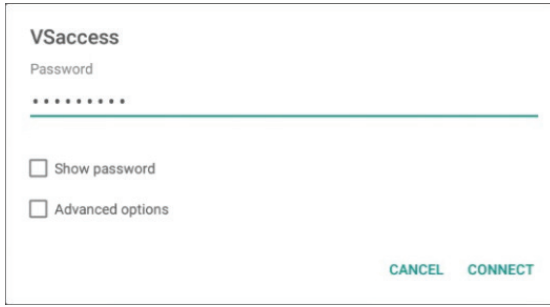 VSaccess
Password
•••••••••
Show password
Advanced options
CANCEL CONNECT